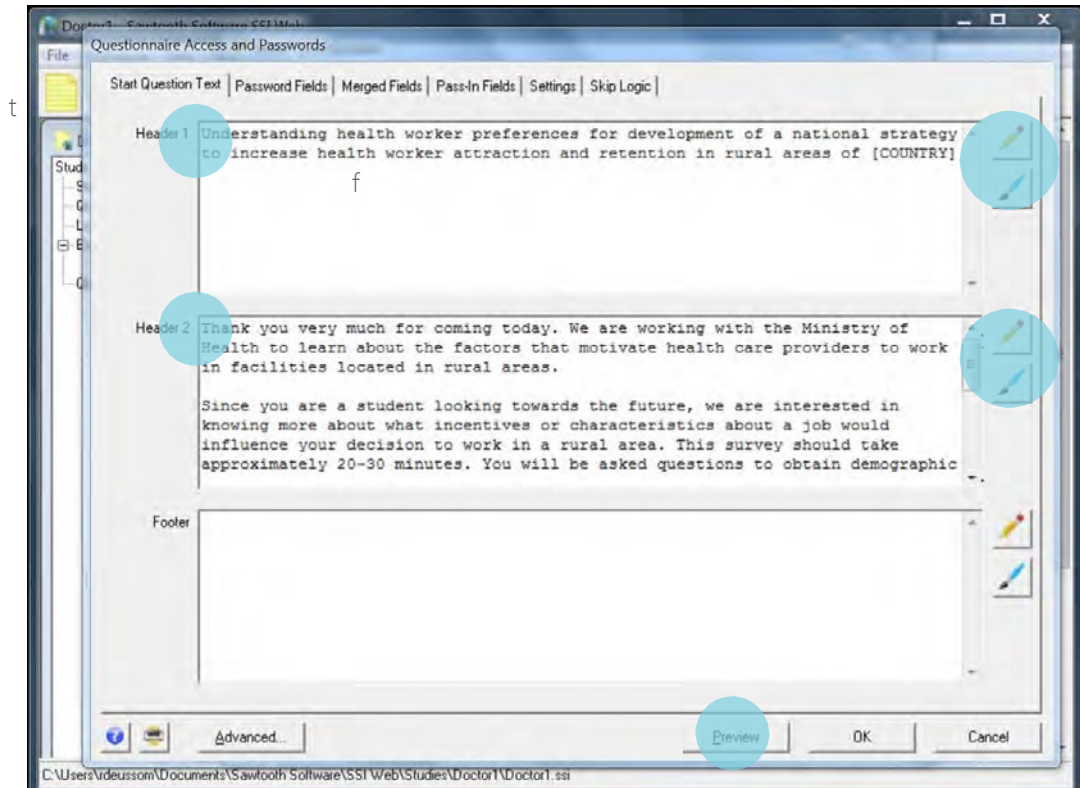 Doctor1 - Sawtooth Software SSI Web
File
Questionnaire Access and Passwords
Start Question Text
Password Fields
Merged Fields
Pass-In Fields
Settings
Skip Logic
t
Header 1
Understanding health worker preferences for development of a national strategy
to increase health worker attraction and retention in rural areas of [COUNTRY]
f
Stud
Header 2
Thank you very much for coming today. We are working with the Ministry of
Health to learn about the factors that motivate health care providers to work
in facilities located in rural areas.
Since you are a student looking towards the future, we are interested in
knowing more about what incentives or characteristics about a job would
influence your decision to work in a rural area. This survey should take
approximately 20-30 minutes. You will be asked questions to obtain demographic
Footer
Advanced...
Preview
OK
Cancel
C:\Users\rdeussom\Documents\Sawtooth Software\SSI Web\Studies\Doctor1\Doctor1.ssi